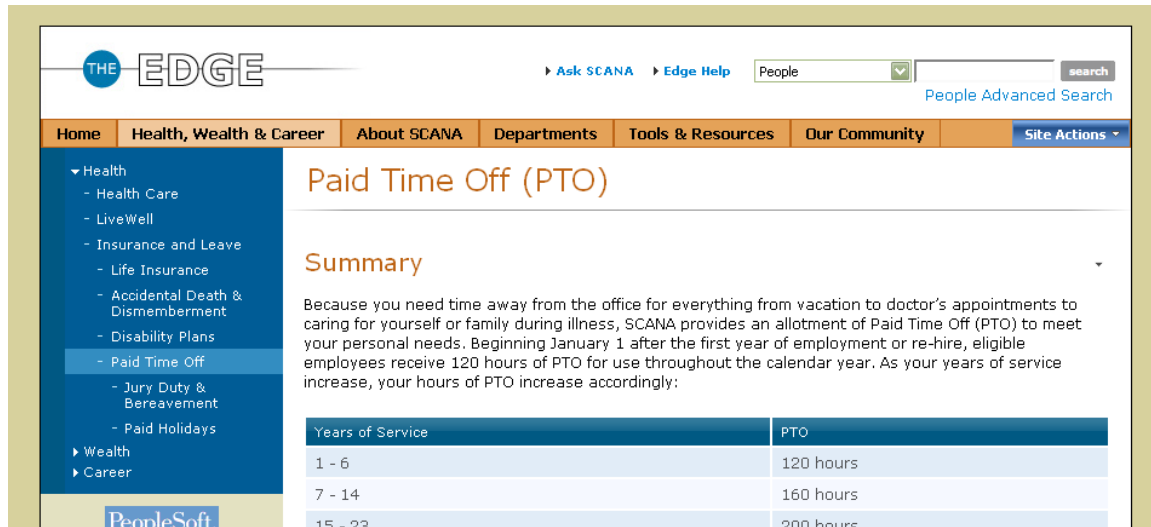 THE EDGE
Ask SCANA Edge Help People search
People Advanced Search
Home Health, Wealth & Career About SCANA Departments Tools & Resources Our Community Site Actions
Health
- Health Care
- LiveWell
- Insurance and Leave
- Life Insurance
- Accidental Death &
Dismemberment
- Disability Plans
- Paid Time Off
- Jury Duty &
Bereavement
- Paid Holidays
Wealth
Career
PeopleSoft
Paid Time Off (PTO)
Summary
Because you need time away from the office for everything from vacation to doctor's appointments to
caring for yourself or family during illness, SCANA provides an allotment of Paid Time Off (PTO) to meet
your personal needs. Beginning January 1 after the first year of employment or re-hire, eligible
employees receive 120 hours of PTO for use throughout the calendar year. As your years of service
increase, your hours of PTO increase accordingly:
Years of Service PTO
1 - 6 120 hours
7 - 14 160 hours
15 - 23 200 hours